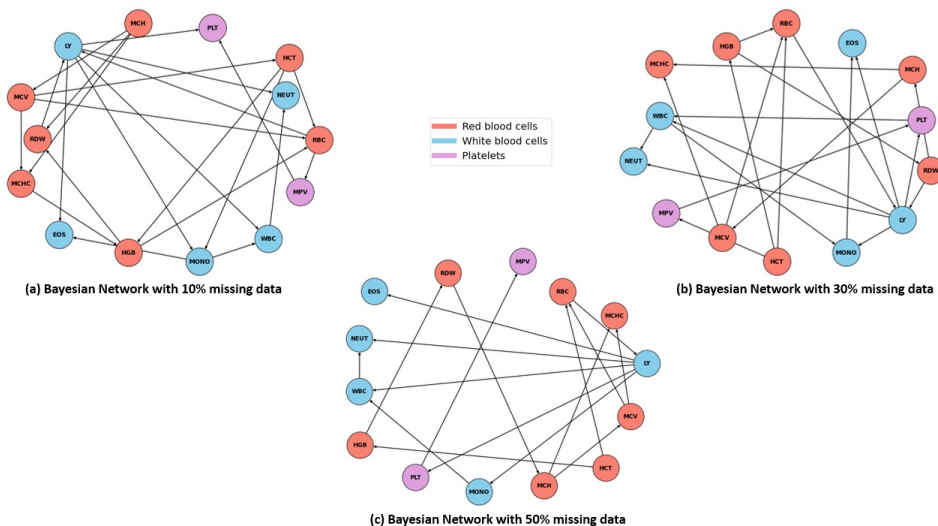 MCH
PLT
LY
HCT
MCV
NEUT
RDW
RBC
MCHC
MPV
EOS
HGB
MONO
WBC
(a) Bayesian Network with 10% missing data
Red blood cells
White blood cells
Platelets
RBC
HGB
EOS
MCHC
MCH
WBC
PLT
NEUT
RDW
MPV
LY
MCV
MONO
HCT
(b) Bayesian Network with 30% missing data
MPV
RDW
EOS
RBC
MCHC
NEUT
LY
WBC
MCV
HGB
HCT
PLT
MCH
MONO
(c) Bayesian Network with 50% missing data